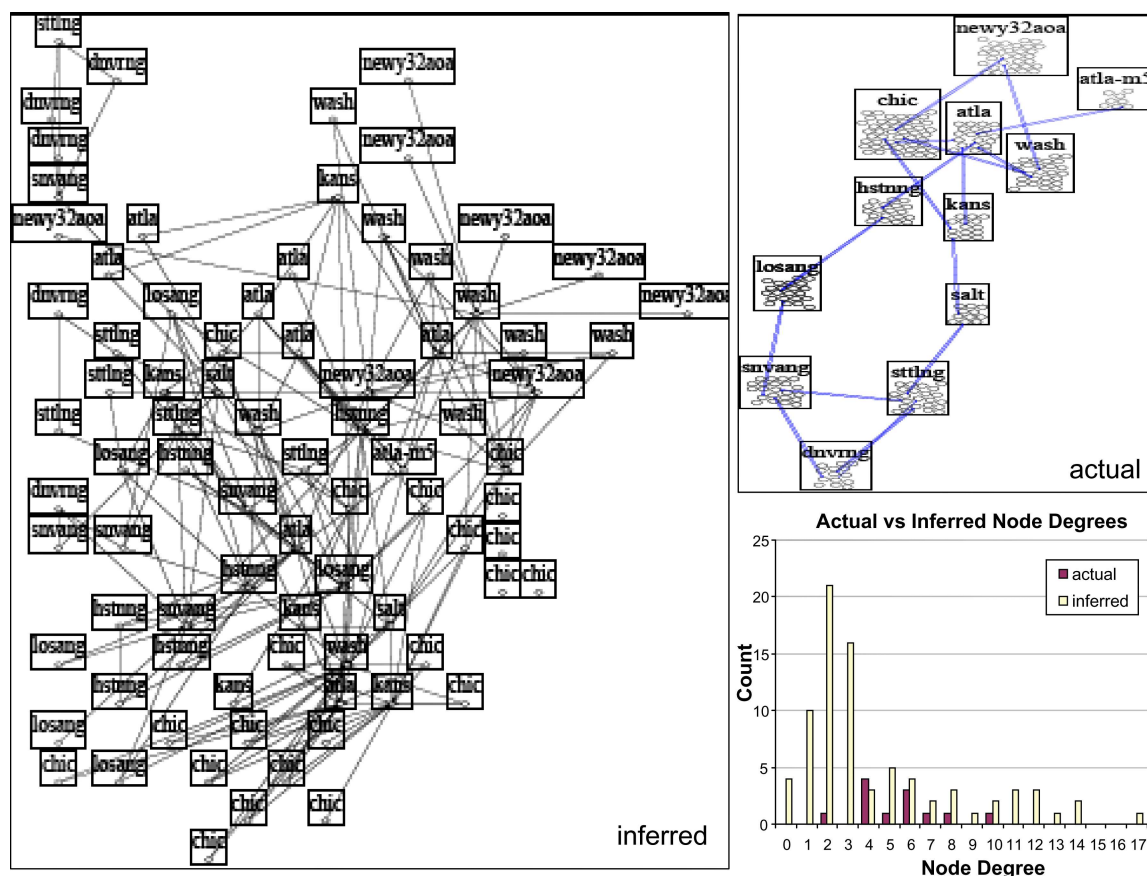 sttlng
dnvrng newy32aoa
dnvrng wash
dnvrng newy32aoa
snvang kans
newy32aoa atla wash newy32aoa
atla atla wash newy32aoa
dnvrng losang atla wash newy32aoa
sttlng chic atla atla wash wash
sttlng kans salt newy32aoa newy32aoa
sttlng sttlng wash hstnng wash
losang hstnng sttlng atla-m5 chic
dnvrng snvang chic chic chic
snvang snvang atla chic chic
hstnng losang chic chic
hstnng snvang kans salt
losang hstnng chic wash chic
hstnng kans atla kans chic
losang chic chic chic
chic losang chic chic
chic chic
chic
inferred
newy32aoa
atla-m5
chic atla
wash
hstnng kans
losang
salt
snvang sttlng
dnvrng
actual
Actual vs Inferred Node Degrees
25
20
15
10
5
0
Count
actual
inferred
0 1 2 3 4 5 6 7 8 9 10 11 12 13 14 15 16 17
Node Degree